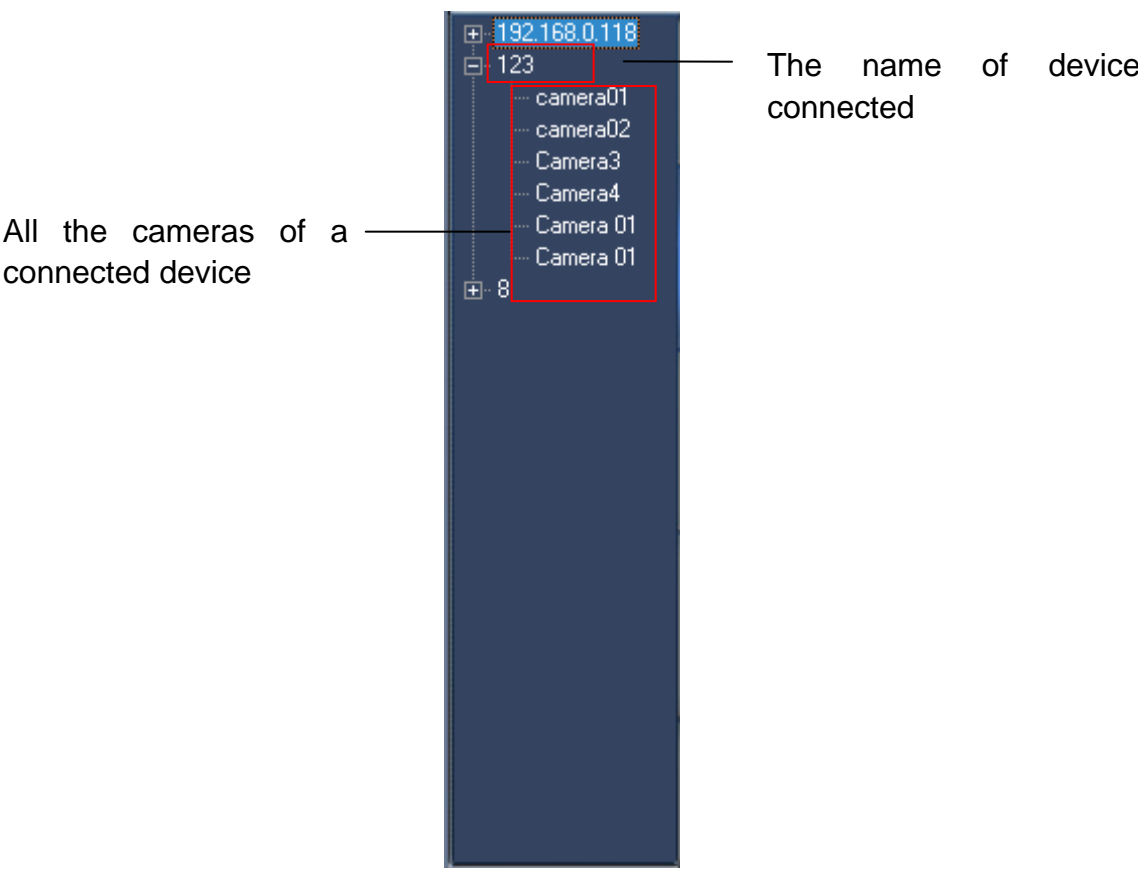 192.168.0.118
123
The name of device
connected
camera01
camera02
Camera3
Camera4
All the cameras of a
connected device
Camera 01
Camera 01
8